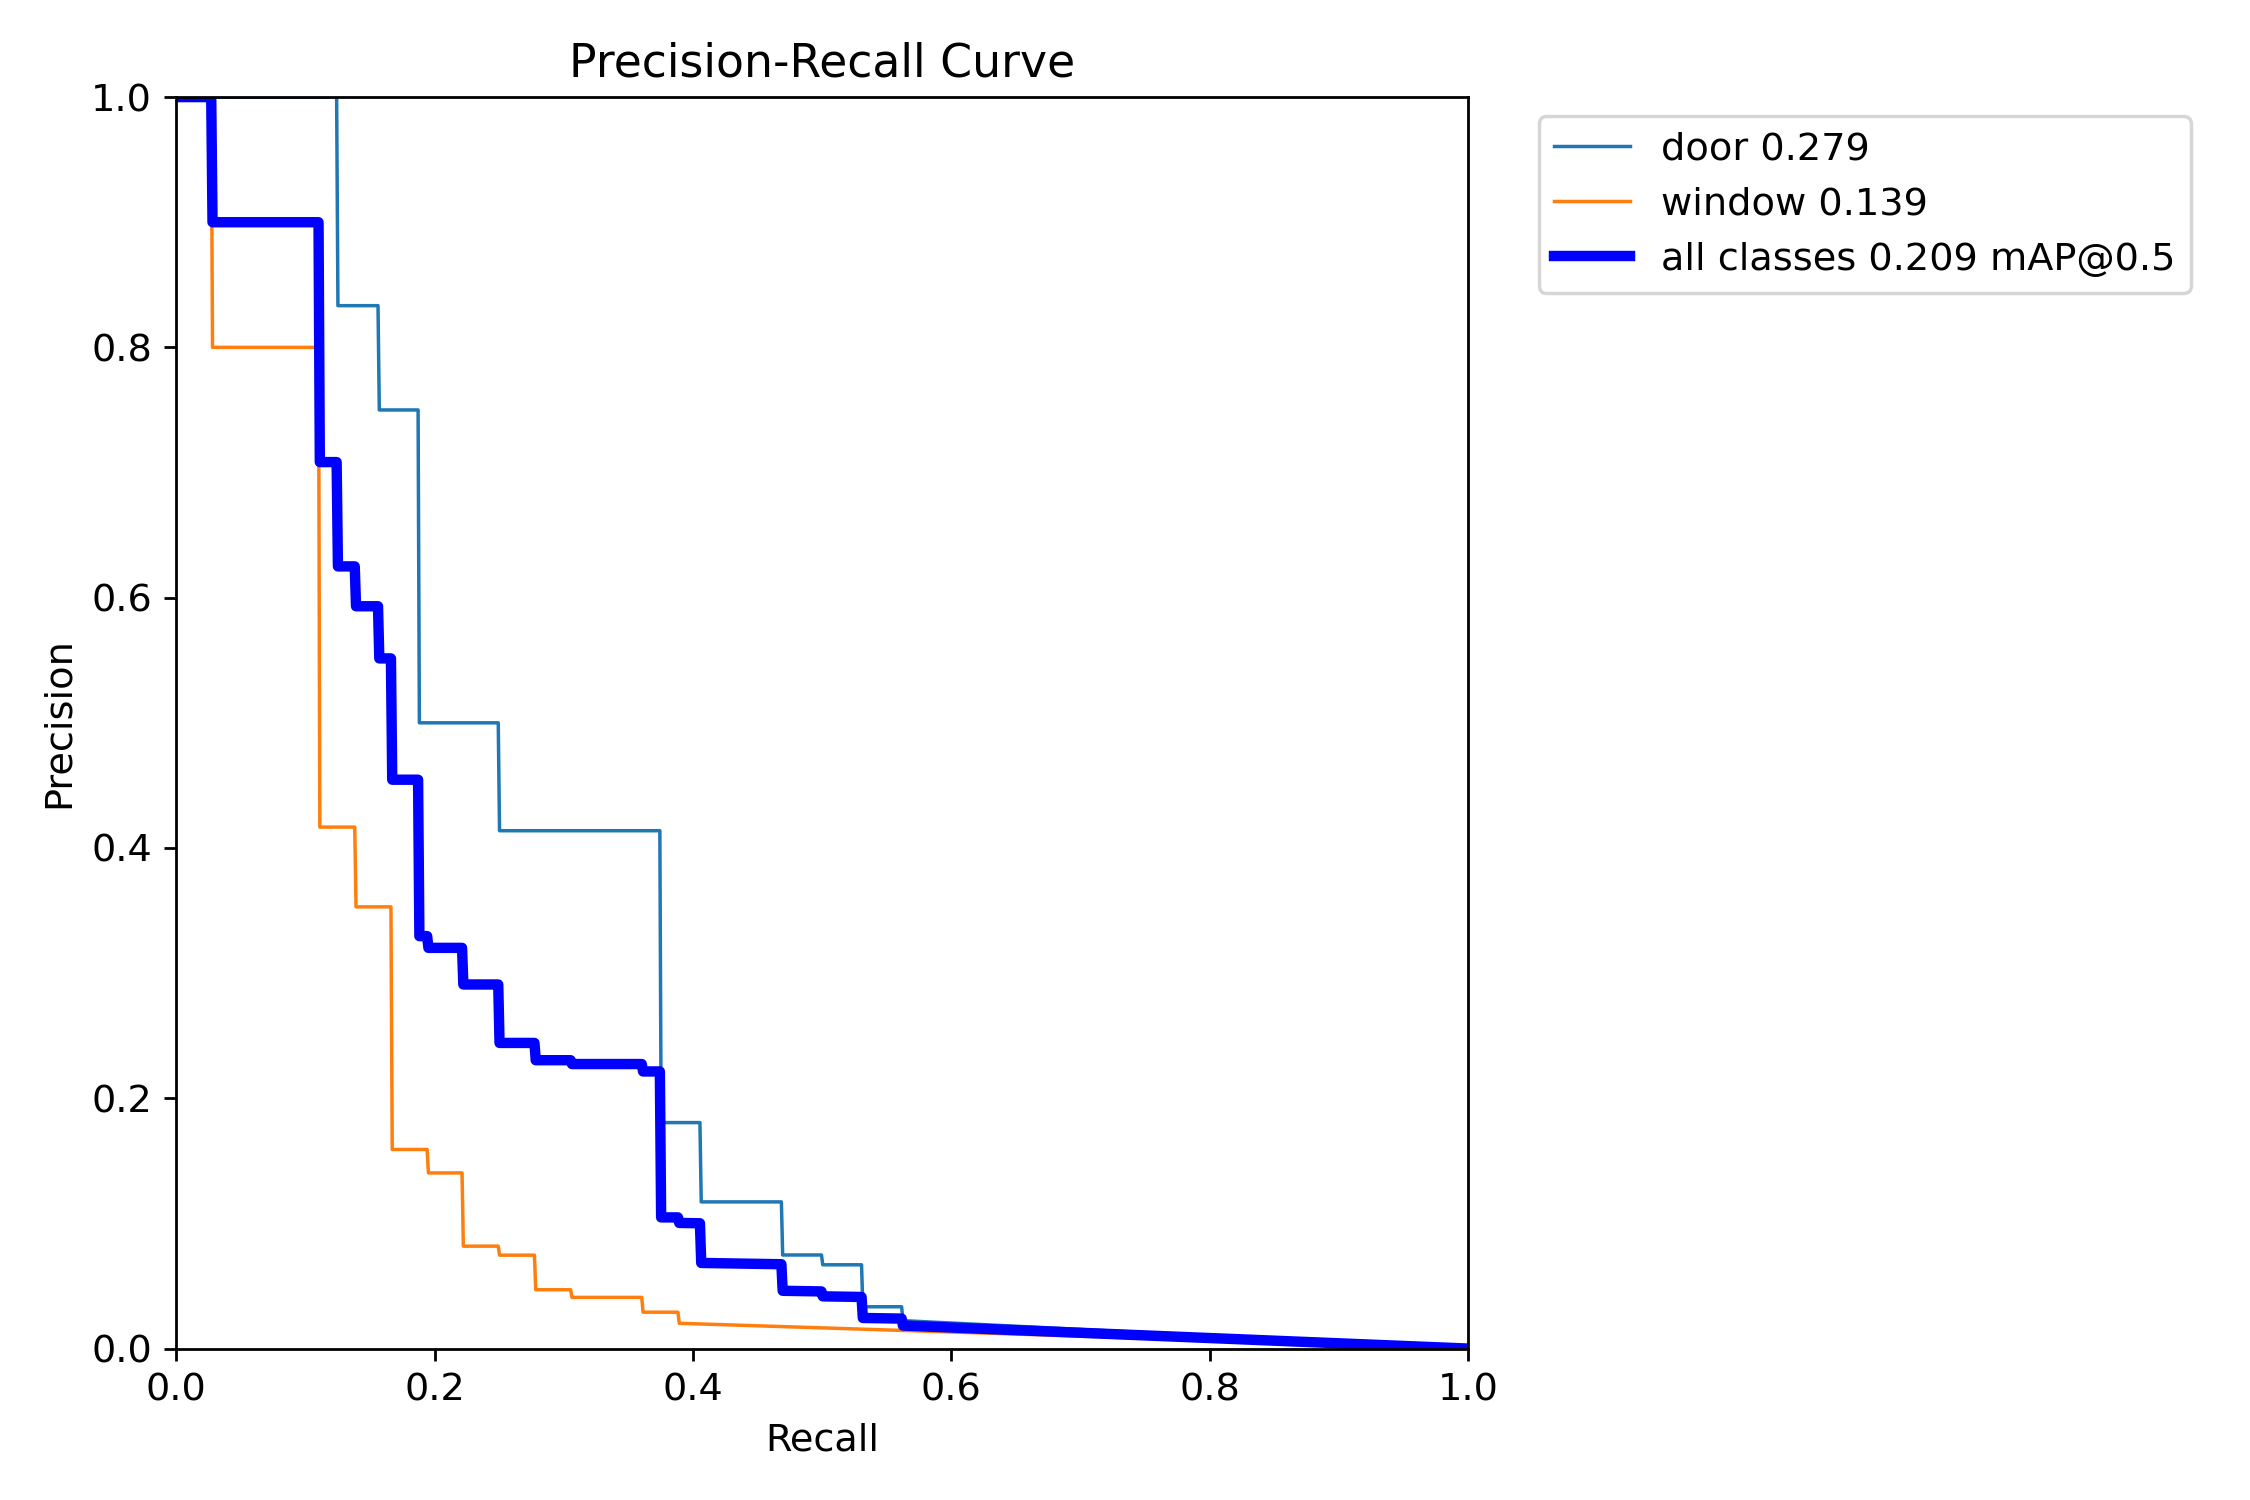 Precision-Recall Curve
door 0.279
window 0.139
all classes 0.209 mAP@0.5
Precision
1.0
0.8
0.6
0.4
0.2
0.0
0.0 0.2 0.4 0.6 0.8 1.0
Recall